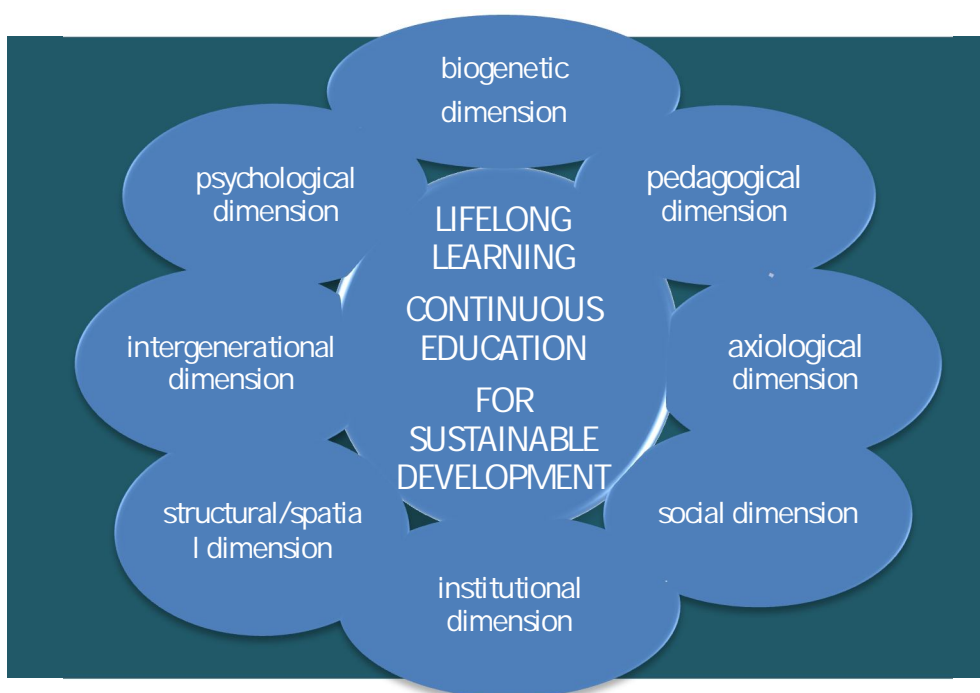 biogenetic
dimension
psychological
dimension
pedagogical
dimension
LIFELONG
LEARNING
CONTINUOUS
EDUCATION
FOR
SUSTAINABLE
DEVELOPMENT
intergenerational
dimension
axiological
dimension
structural/spatia
l dimension
social dimension
institutional
dimension